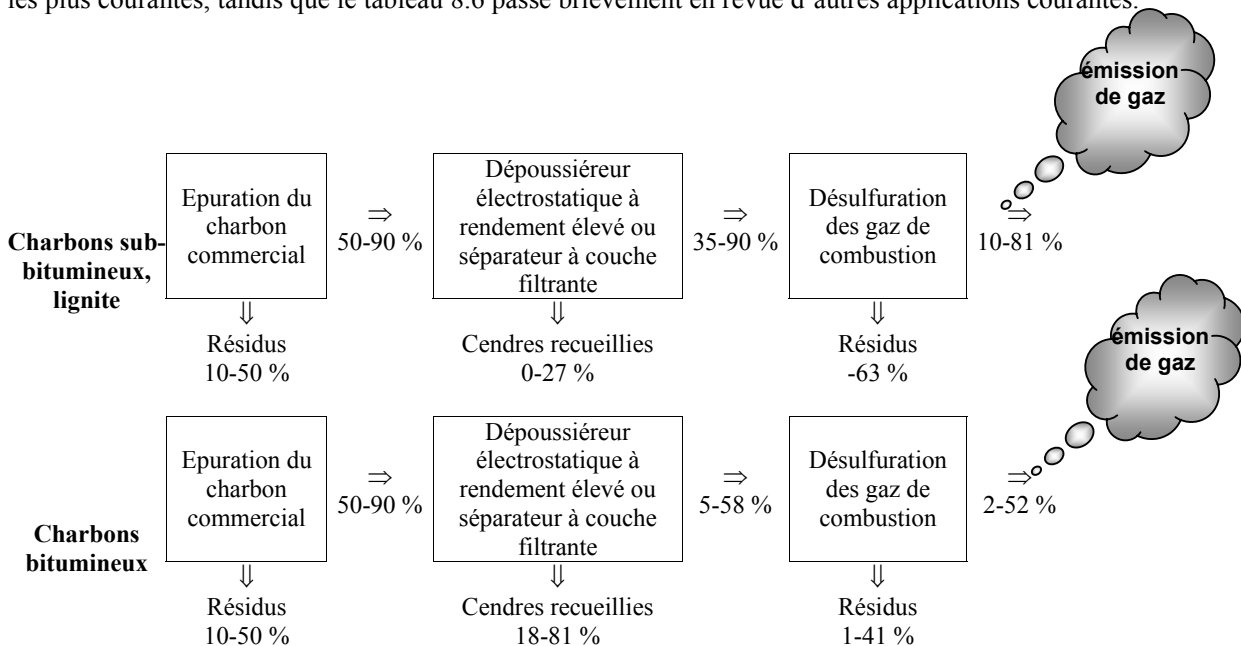 les plus courantes, tandis que le tableau 8.6 passe brièvement en revue d'autres applications courantes.
émission
de gaz
Charbons sub-
bitumineux,
lignite
Epuration du
charbon
commercial
⇒
50-90 %
Dépoussiéreur
électrostatique à
rendement élevé ou
séparateur à couche
filtrante
⇒
35-90 %
Désulfuration
des gaz de
combustion
⇒
10-81 %
⇓
Résidus
10-50 %
⇓
Cendres recueillies
0-27 %
⇓
Résidus
-63 %
émission
de gaz
Charbons
bitumineux
Epuration du
charbon
commercial
⇒
50-90 %
Dépoussiéreur
électrostatique à
rendement élevé ou
séparateur à couche
filtrante
⇒
5-58 %
Désulfuration
des gaz de
combustion
⇒
2-52 %
⇓
Résidus
10-50 %
⇓
Cendres recueillies
18-81 %
⇓
Résidus
1-41 %